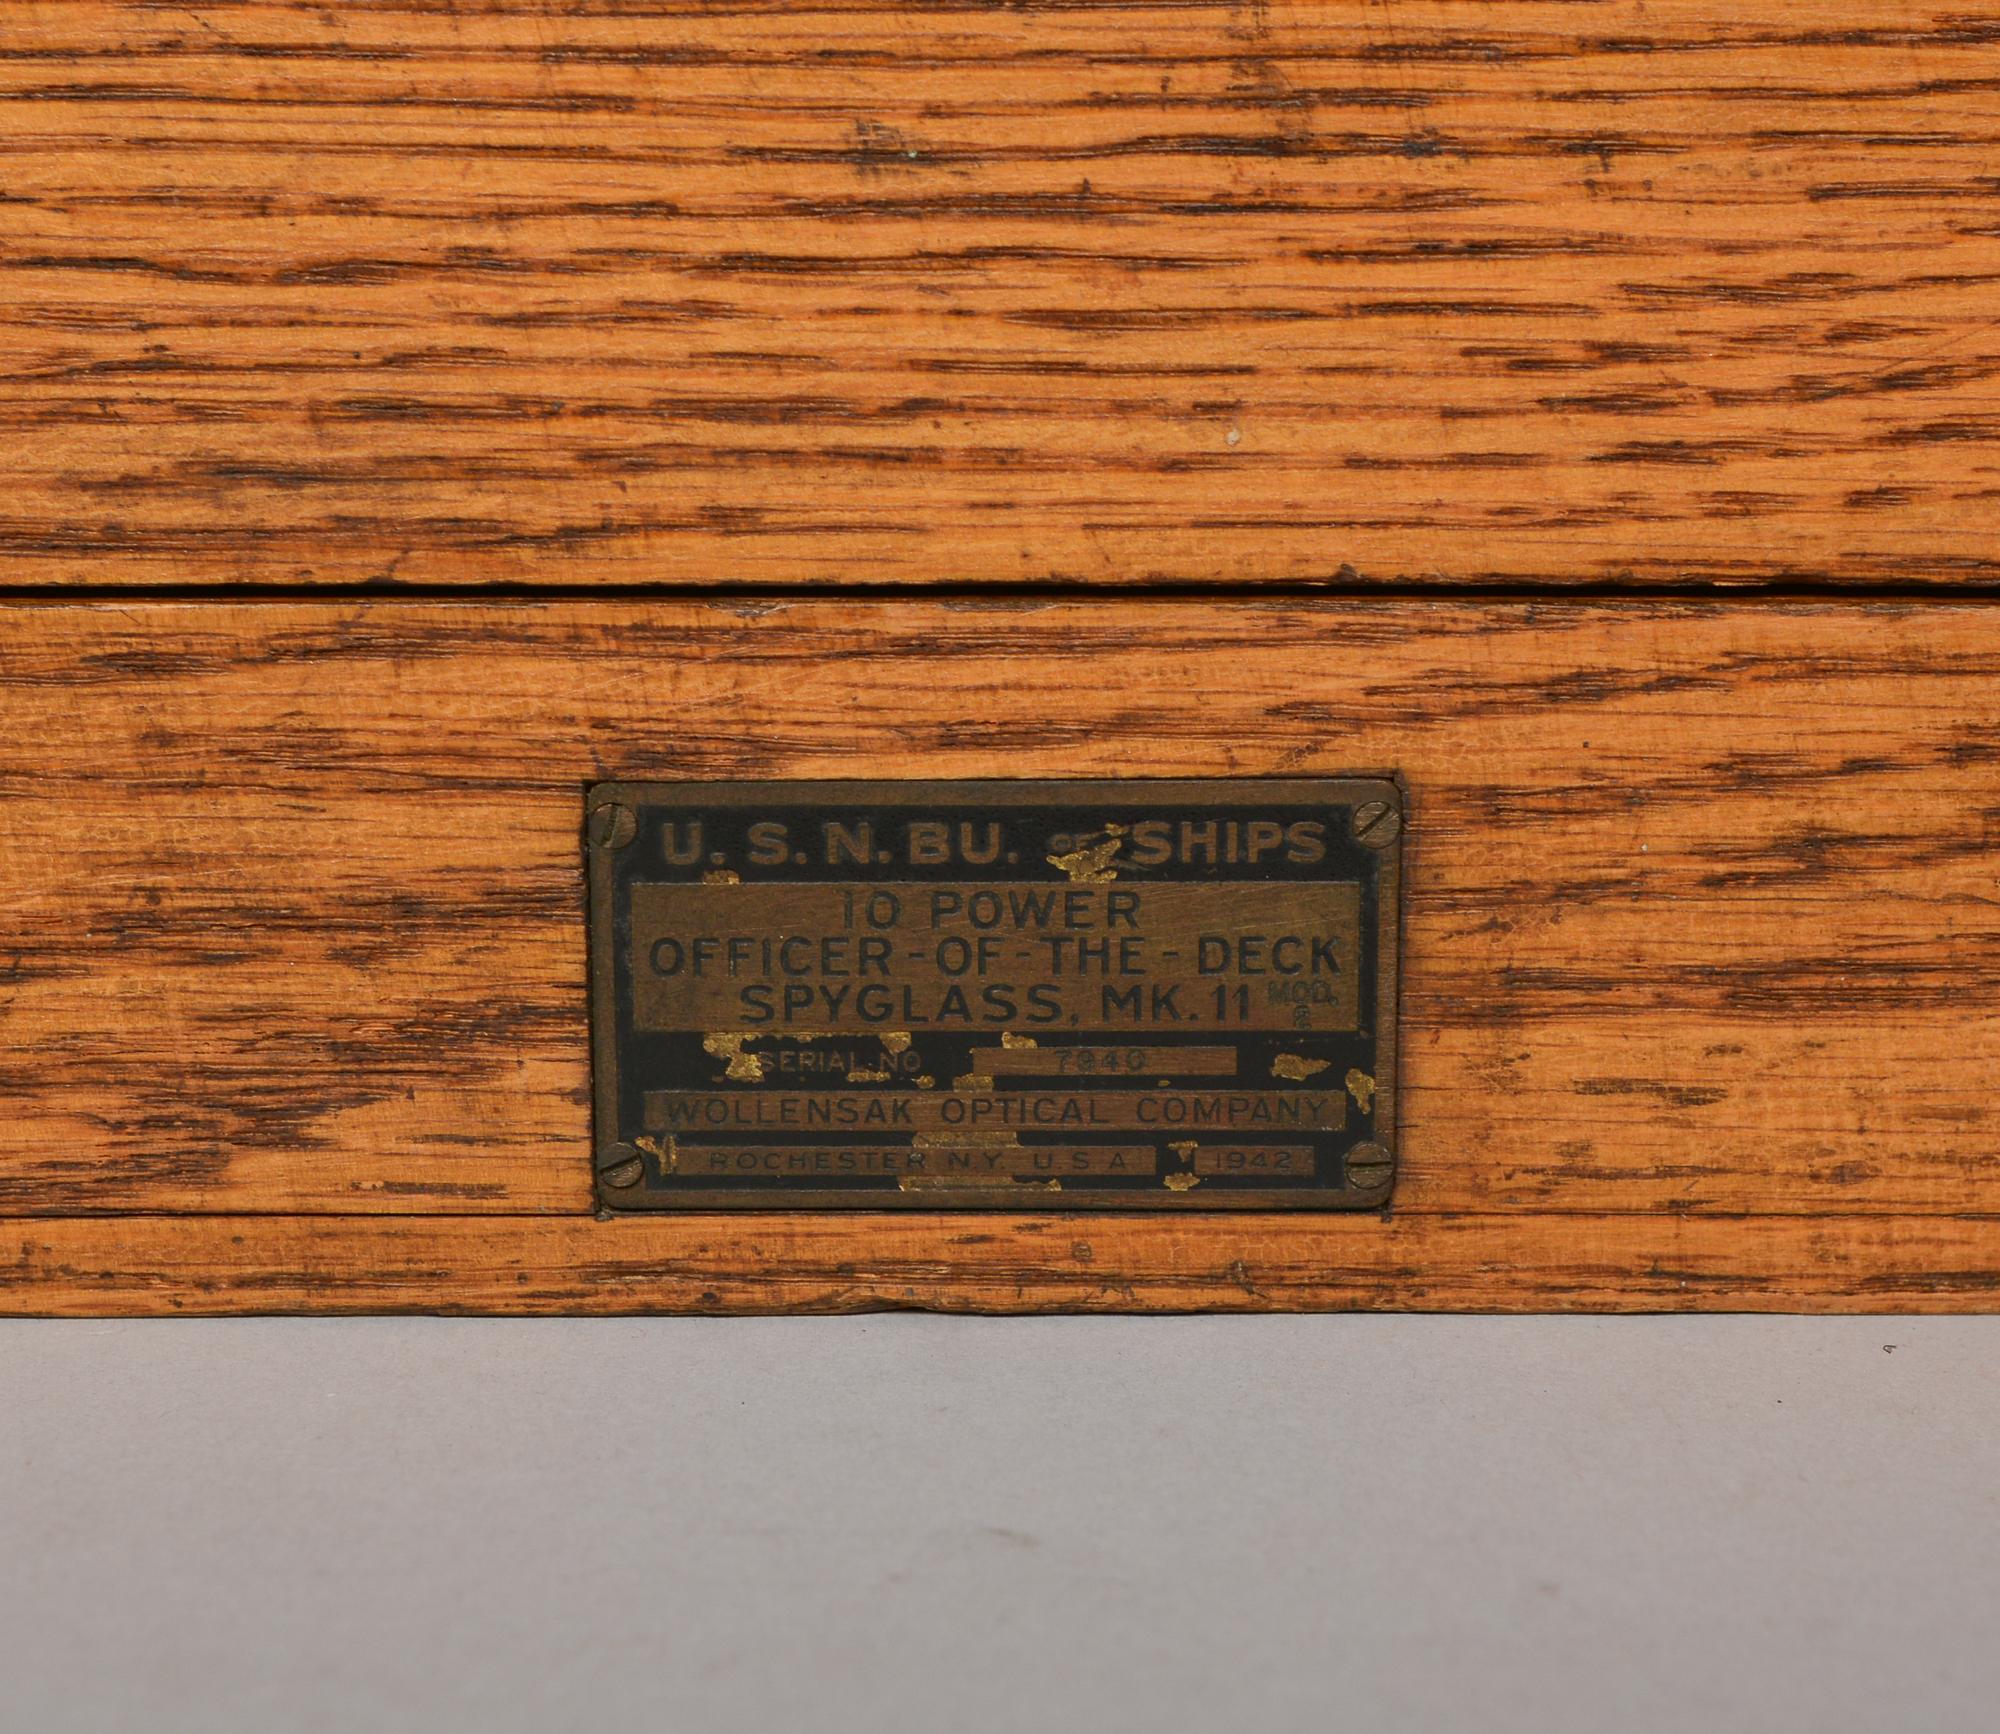 U. S. N. BU. OF SHIPS
10 POWER
OFFICER-OF-THE-DECK
SPYGLASS, MK. 11 MOD. 2
SERIAL NO 7940
WOLLENSAK OPTICAL COMPANY
ROCHESTER N.Y. U.S A 1942